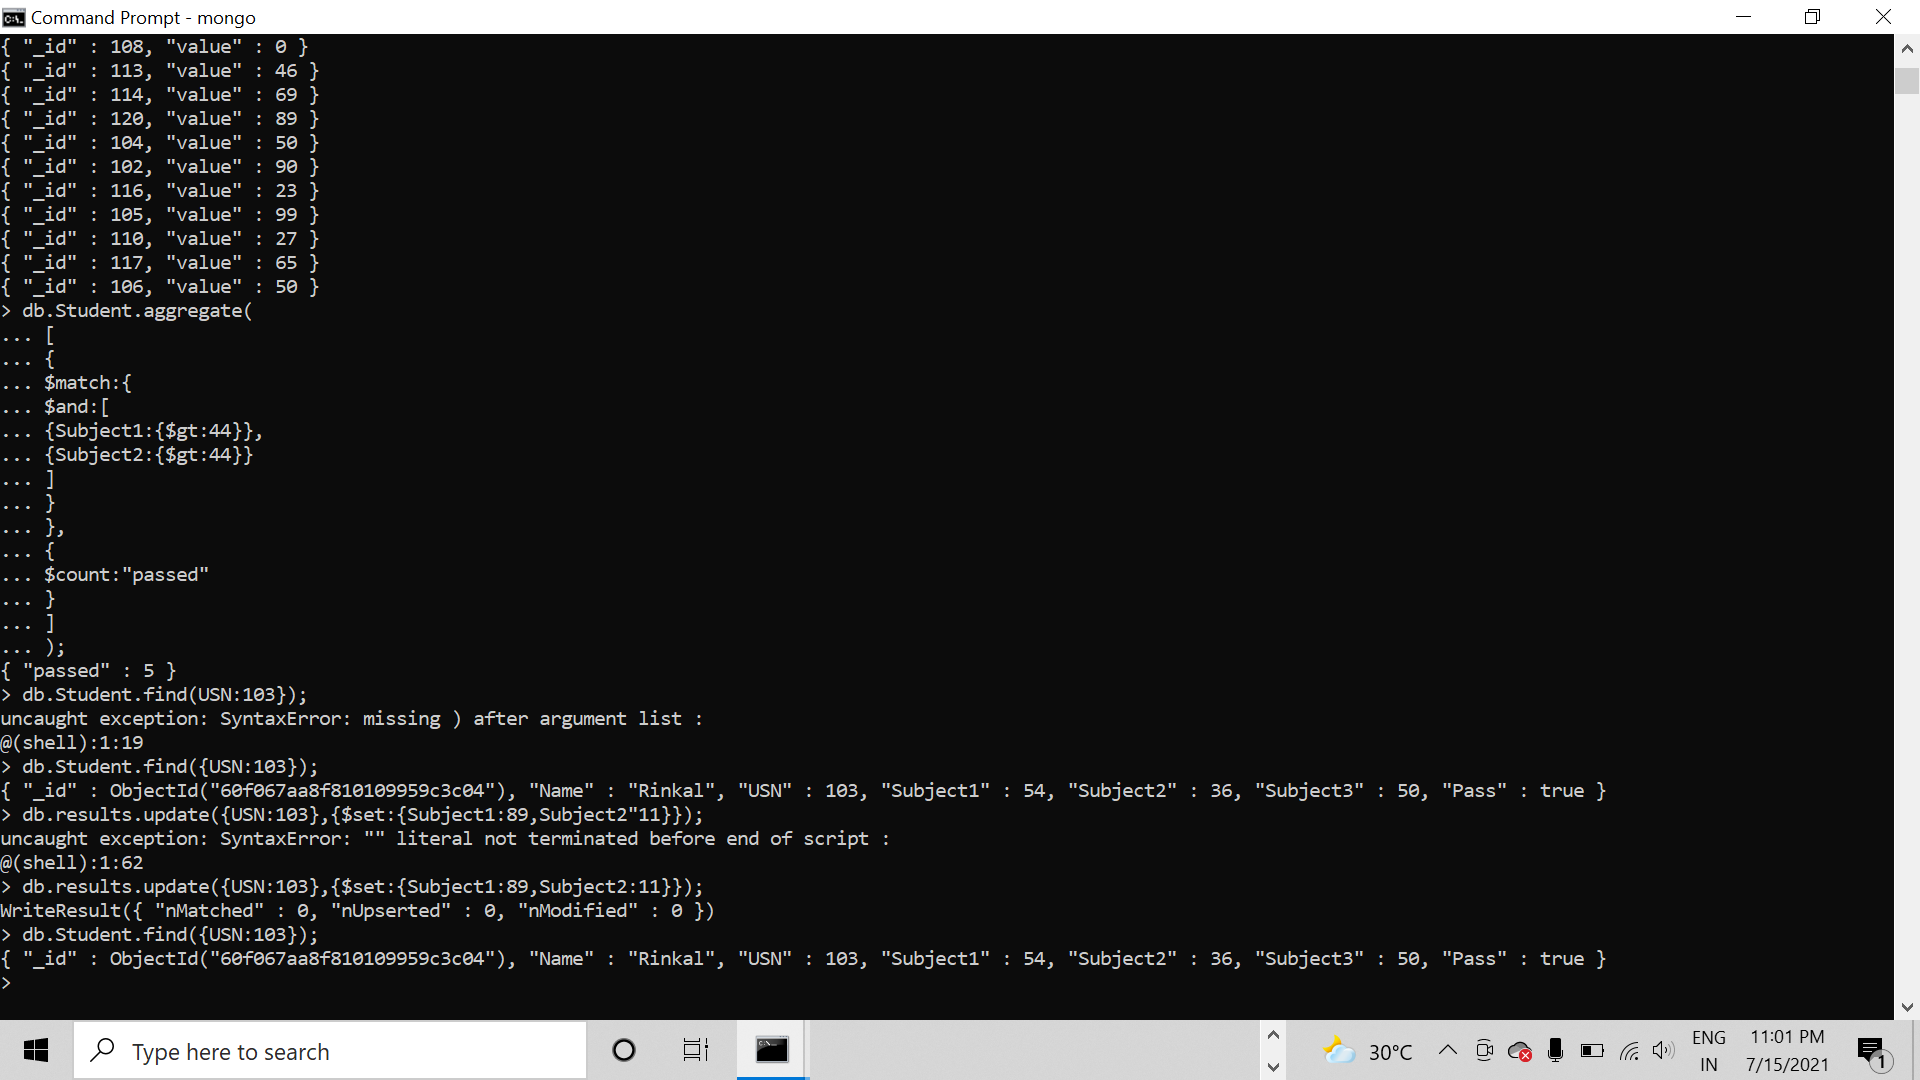 Command Prompt - mongo
{ "_id" : 108, "value" : 0 }
{ "_id" : 113, "value" : 46 }
{ "_id" : 114, "value" : 69 }
{ "_id" : 120, "value" : 89 }
{ "_id" : 104, "value" : 50 }
{ "_id" : 102, "value" : 90 }
{ "_id" : 116, "value" : 23 }
{ "_id" : 105, "value" : 99 }
{ "_id" : 110, "value" : 27 }
{ "_id" : 117, "value" : 65 }
{ "_id" : 106, "value" : 50 }
> db.Student.aggregate(
... [
... {
... $match:{
... $and:[
... {Subject1:{$gt:44}},
... {Subject2:{$gt:44}}
... ]
... }
... },
... {
... $count:"passed"
... }
... ]
... );
{ "passed" : 5 }
> db.Student.find(USN:103});
uncaught exception: SyntaxError: missing ) after argument list :
@(shell):1:19
> db.Student.find({USN:103});
{ "_id" : ObjectId("60f067aa8f810109959c3c04"), "Name" : "Rinkal", "USN" : 103, "Subject1" : 54, "Subject2" : 36, "Subject3" : 50, "Pass" : true }
> db.results.update({USN:103},{$set:{Subject1:89,Subject2"11}});
uncaught exception: SyntaxError: "" literal not terminated before end of script :
@(shell):1:62
> db.results.update({USN:103},{$set:{Subject1:89,Subject2:11}});
WriteResult({ "nMatched" : 0, "nUpserted" : 0, "nModified" : 0 })
> db.Student.find({USN:103});
{ "_id" : ObjectId("60f067aa8f810109959c3c04"), "Name" : "Rinkal", "USN" : 103, "Subject1" : 54, "Subject2" : 36, "Subject3" : 50, "Pass" : true }
>
Type here to search
30°C
ENG
IN
11:01 PM
7/15/2021
1